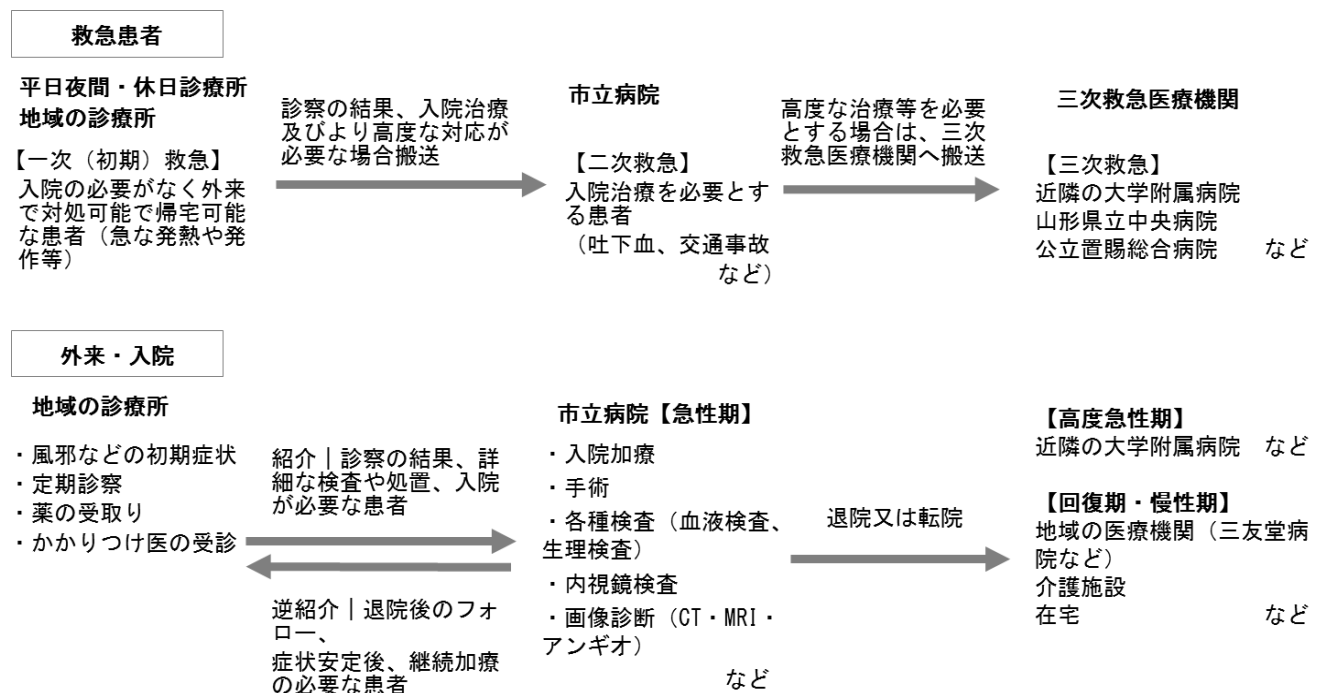 救急患者
平日夜間・休日診療所
地域の診療所
【一次（初期）救急】
入院の必要がなく外来
で対処可能で帰宅可能
な患者（急な発熱や発
作等）
診察の結果、入院治療
及びより高度な対応が
必要な場合搬送
市立病院
【二次救急】
入院治療を必要とす
る患者
（吐下血、交通事故
など）
高度な治療等を必要
とする場合は、三次
救急医療機関へ搬送
三次救急医療機関
【三次救急】
近隣の大学附属病院
山形県立中央病院
公立置賜総合病院　　など
外来・入院
地域の診療所
・風邪などの初期症状
・定期診察
・薬の受取り
・かかりつけ医の受診
紹介｜診察の結果、詳
細な検査や処置、入院
が必要な患者
逆紹介｜退院後のフォ
ロー、
症状安定後、継続加療
の必要な患者
市立病院【急性期】
・入院加療
・手術
・各種検査（血液検査、
生理検査）
・内視鏡検査
・画像診断（CT・MRI・
アンギオ）
など
退院又は転院
【高度急性期】
近隣の大学附属病院　など
【回復期・慢性期】
地域の医療機関（三友堂病
院など）
介護施設
在宅　　　　　　　　など